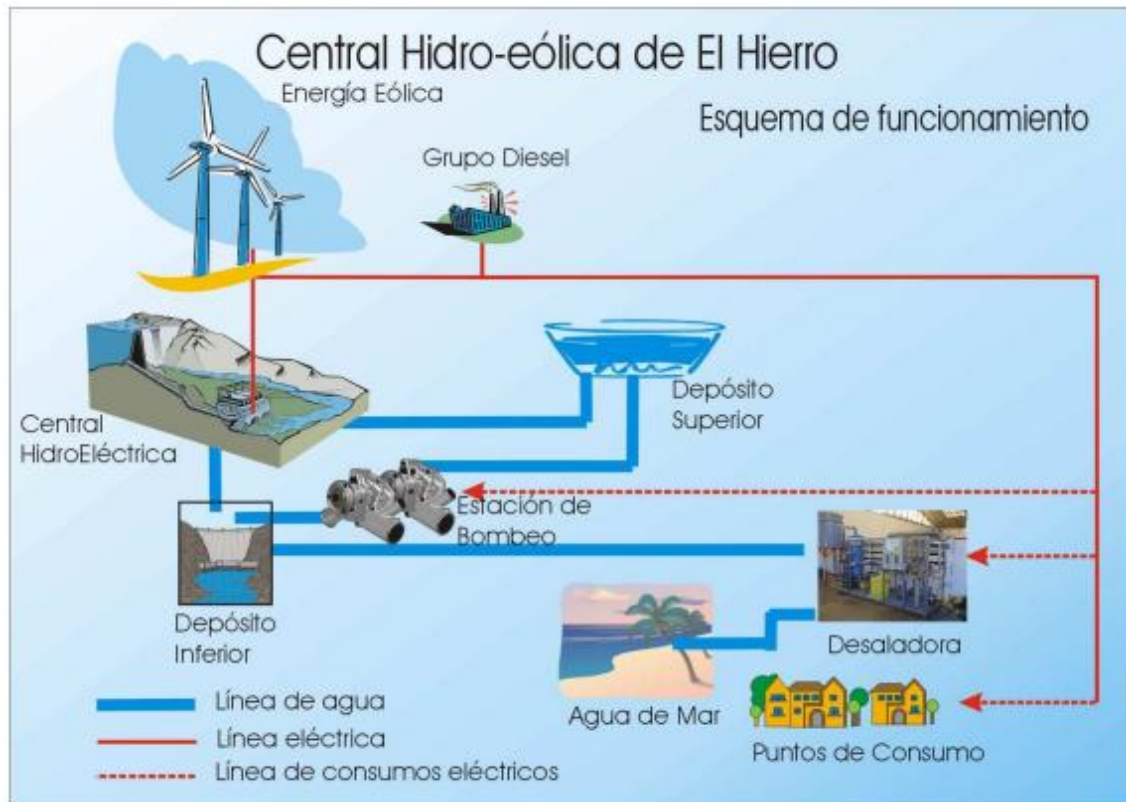 Central Hidro-eólica de El Hierro
Energía Eólica
Esquema de funcionamiento
Grupo Diesel
Depósito
Superior
Central
HidroEléctrica
Estación de
Bombeo
Depósito
Inferior
Desaladora
Agua de Mar
Puntos de Consumo
Línea de agua
Línea eléctrica
Línea de consumos eléctricos